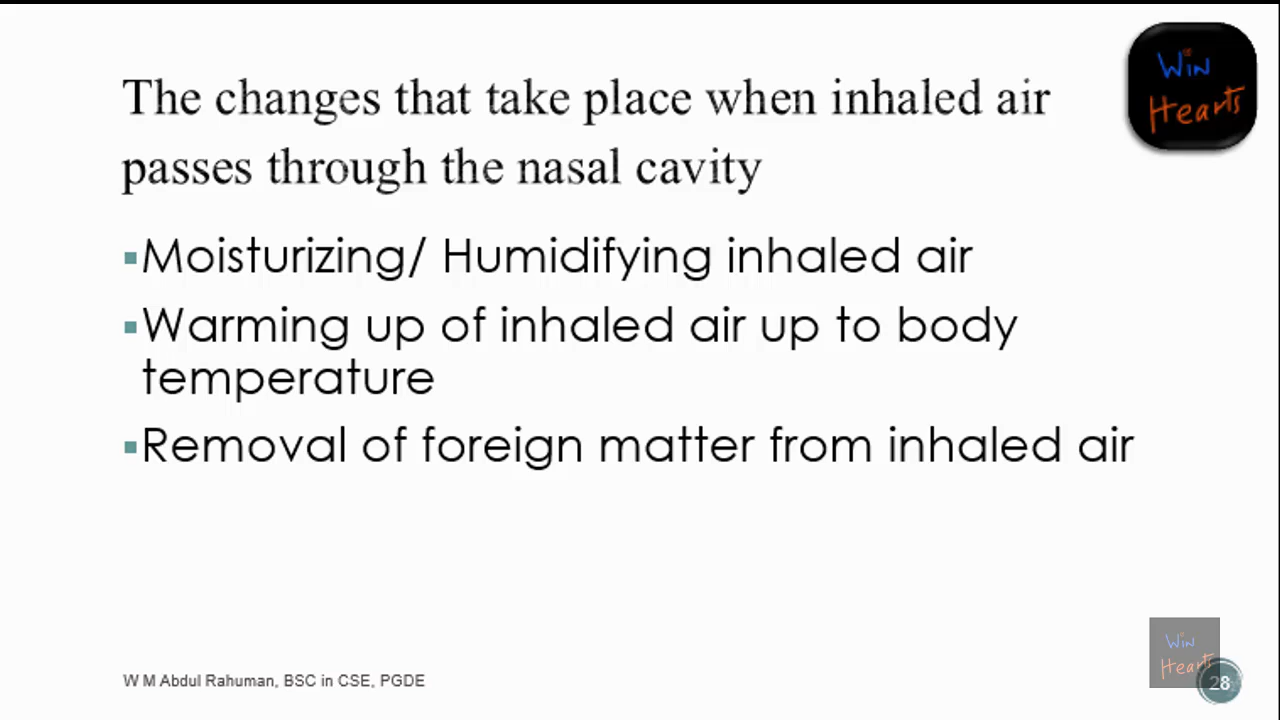 The changes that take place when inhaled air
passes through the nasal cavity
Win
Hearts
▪Moisturizing/ Humidifying inhaled air
▪Warming up of inhaled air up to body
temperature
▪Removal of foreign matter from inhaled air
W M Abdul Rahuman, BSC in CSE, PGDE
Win
Hearts
28